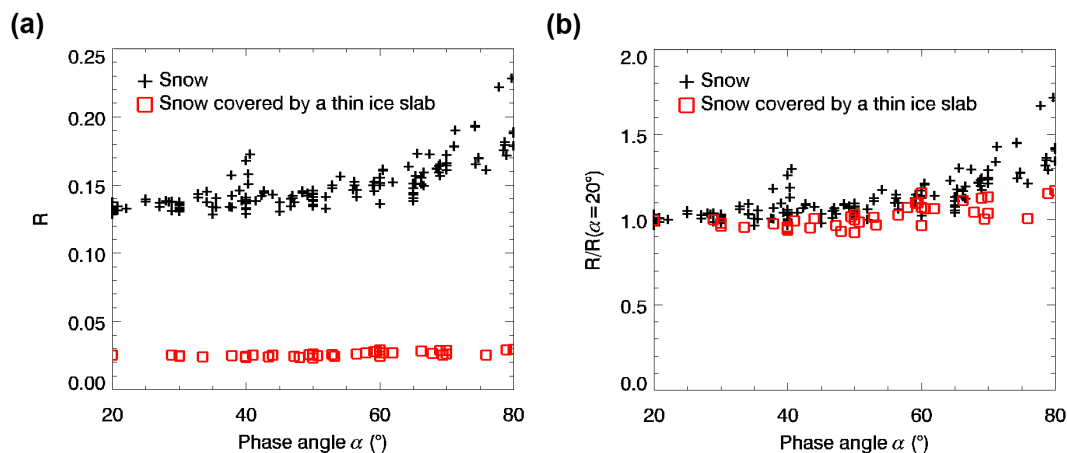 (a)
R
0.25
0.20
0.15
0.10
0.05
0.00
Snow
Snow covered by a thin ice slab
20
40
60
80
Phase angle α (°)
(b)
R/R(α=20°)
2.0
1.5
1.0
0.5
0.0
Snow
Snow covered by a thin ice slab
20
40
60
80
Phase angle α (°)